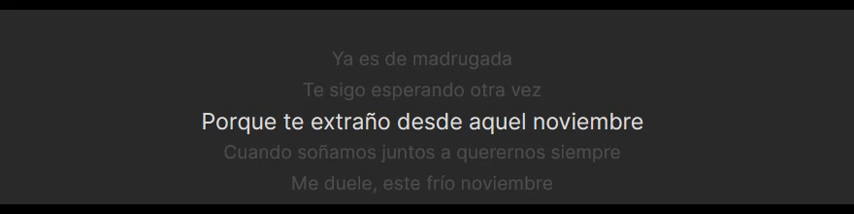 Ya es de madrugada
Te sigo esperando otra vez
Porque te extraño desde aquel noviembre
Cuando soñamos juntos a querernos siempre
Me duele, este frío noviembre